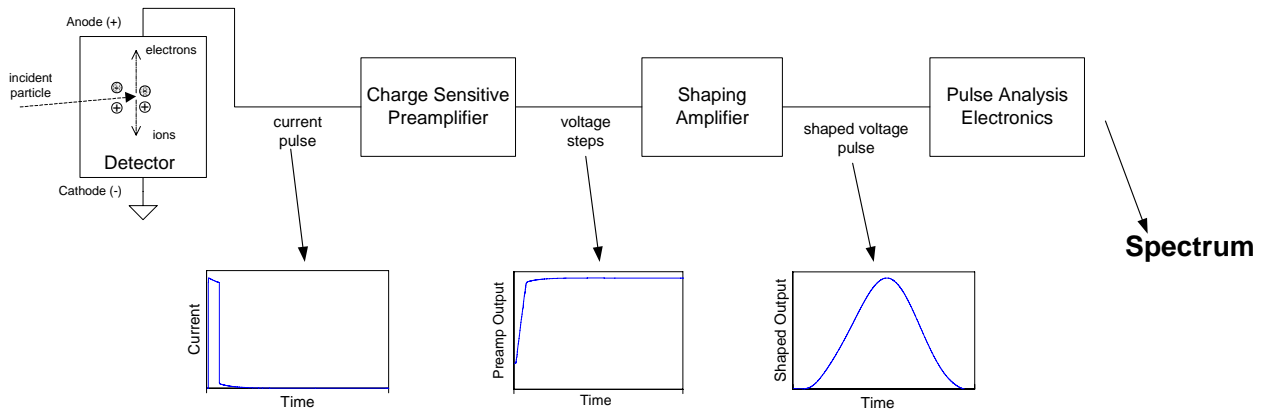 Anode (+)
electrons
incident
particle
ions
Detector
Cathode (-)
current
pulse
Charge Sensitive
Preamplifier
voltage
steps
Shaping
Amplifier
shaped voltage
pulse
Pulse Analysis
Electronics
Spectrum
Current
Time
Preamp Output
Time
Shaped Output
Time